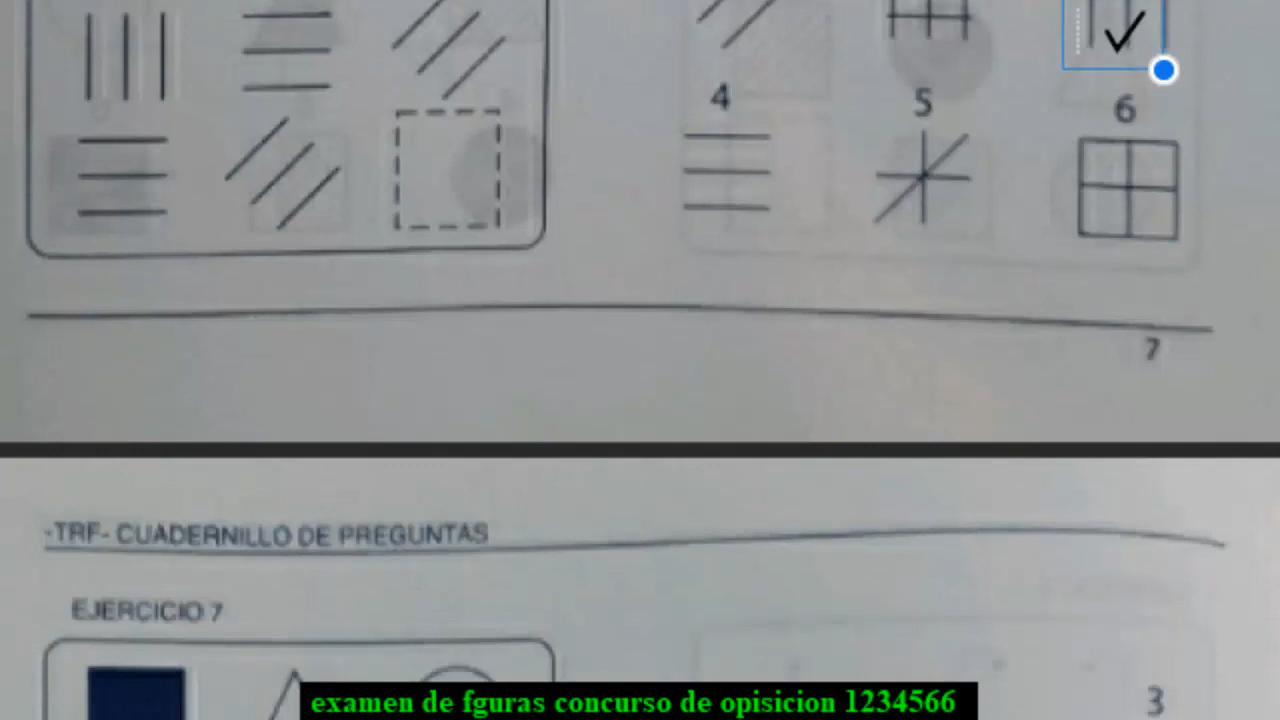 4 5 6
7
-TRF- CUADERNILLO DE PREGUNTAS
EJERCICIO 7
3
examen de fguras concurso de opisicion 1234566